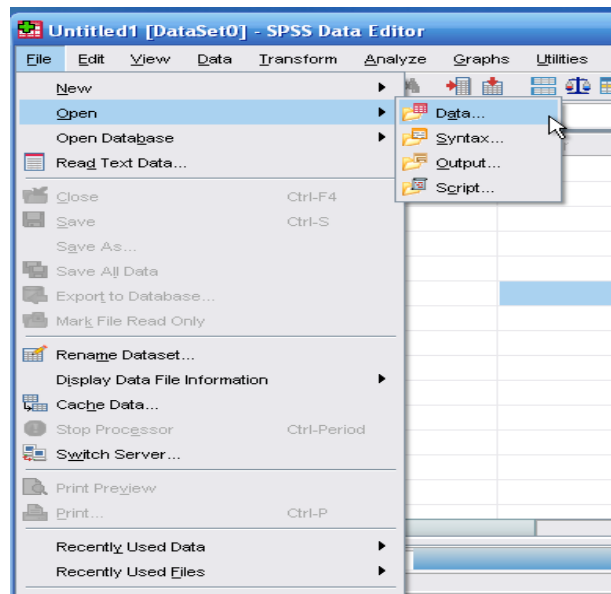 Untitled1 [DataSet0] - SPSS Data Editor
File Edit View Data Transform Analyze Graphs Utilities
New
Open
Data...
Open Database
Syntax...
Read Text Data...
Output...
Script...
Close Ctrl-F4
Save Ctrl-S
Save As...
Save All Data
Export to Database...
Mark File Read Only
Rename Dataset...
Display Data File Information
Cache Data...
Stop Processor Ctrl-Period
Switch Server...
Print Preview
Print... Ctrl-P
Recently Used Data
Recently Used Files